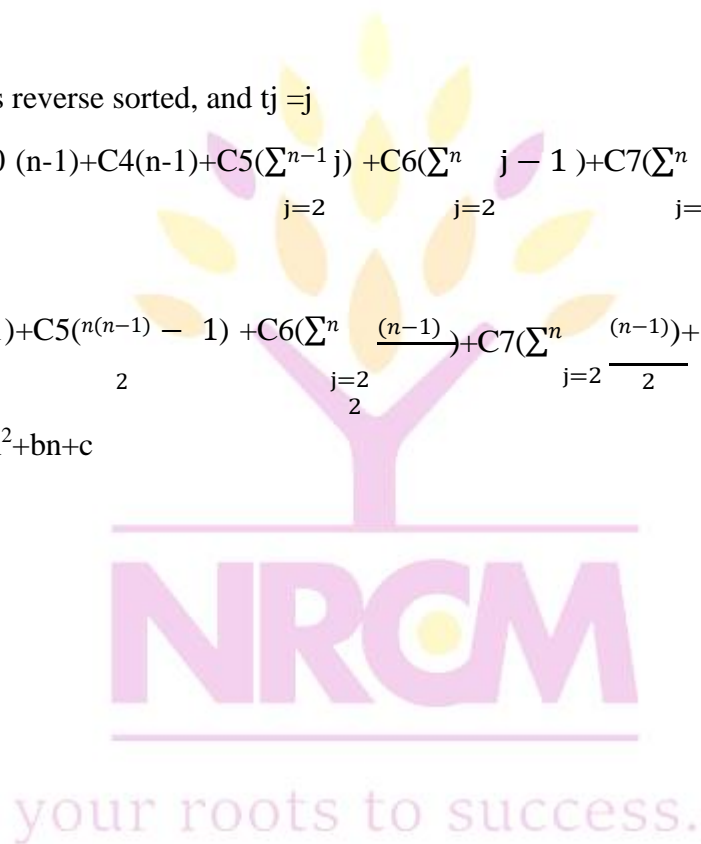 s reverse sorted, and tj =j
(n-1)+C4(n-1)+C5(∑ⁿ⁻¹ j) +C6(∑ⁿ j − 1 )+C7(∑ⁿ
j=2 j=2 j=
)+C5(ⁿ⁽ⁿ⁻¹⁾ − 1) +C6(∑ⁿ (n−1) )+C7(∑ⁿ (n−1))+
2 j=2 j=2 2
2
²+bn+c
NRCM
your roots to success.